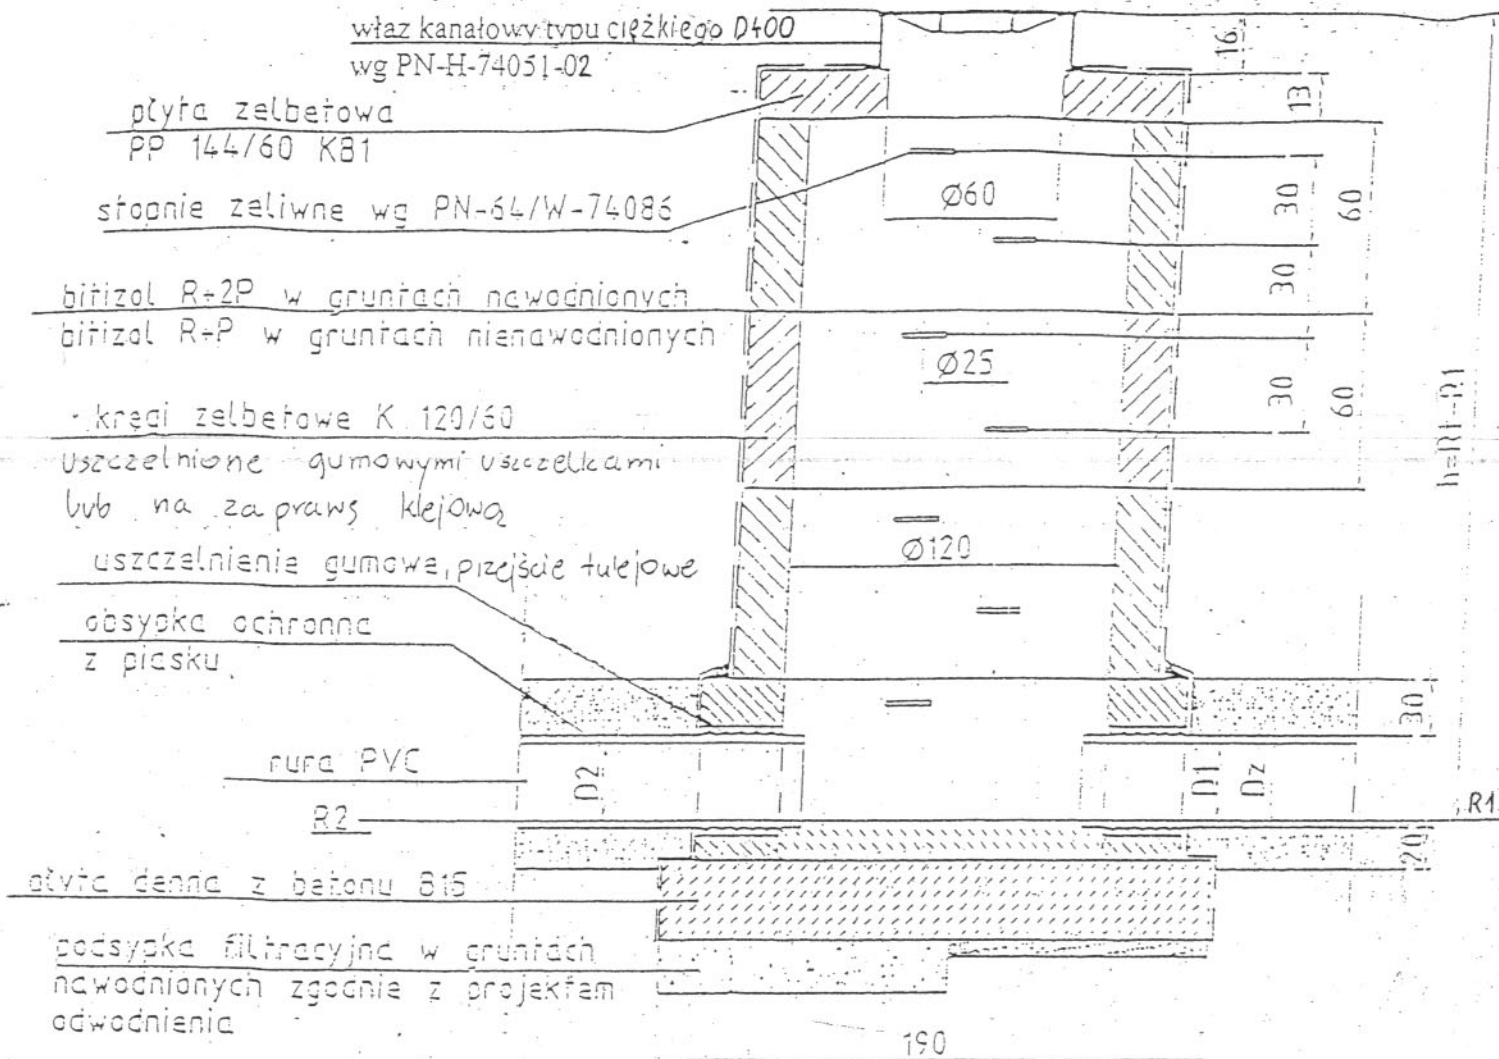 właz kanałowy typu ciężkiego D400
wg PN-H-74051-02
płyta zelbetowa
PP 144/60 KB1
stopnie zeliwne wg PN-64/W-74086
bitizol R+2P w gruntach nawodnionych
bitizol R+P w gruntach nienawodnionych
kręgi zelbetowe K 120/60
uszczelnione gumowymi uszczelkami
lub na zaprawę klejową
uszczelnienie gumowe, przejście tulejowe
obsypka ochronna
z piasku
rura PVC
R2
płyta denna z betonu B15
podsypka filtracyjna w gruntach
nawodnionych zgodnie z projektem
odwodnienia
Ø60
Ø25
Ø120
D2
D1
Dz
R1
16
13
30
60
30
30
60
30
20
190